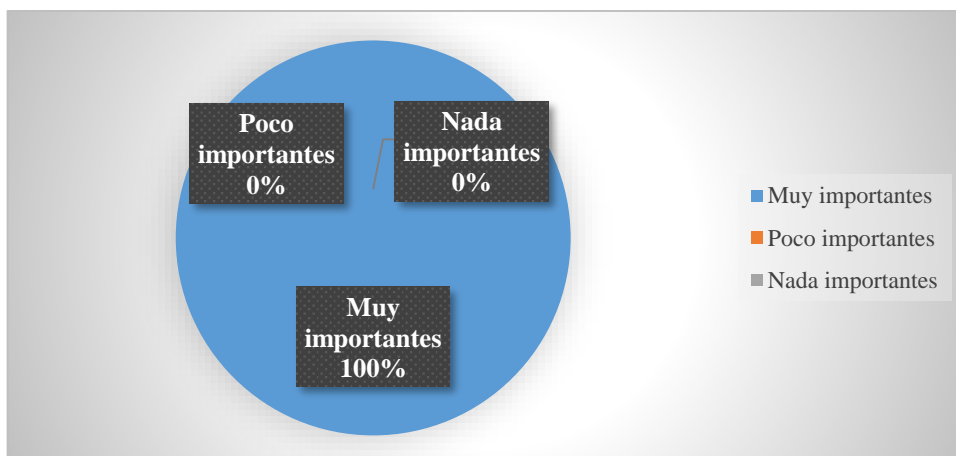 Poco
importantes
0%
Nada
importantes
0%
Muy
importantes
100%
Muy importantes
Poco importantes
Nada importantes